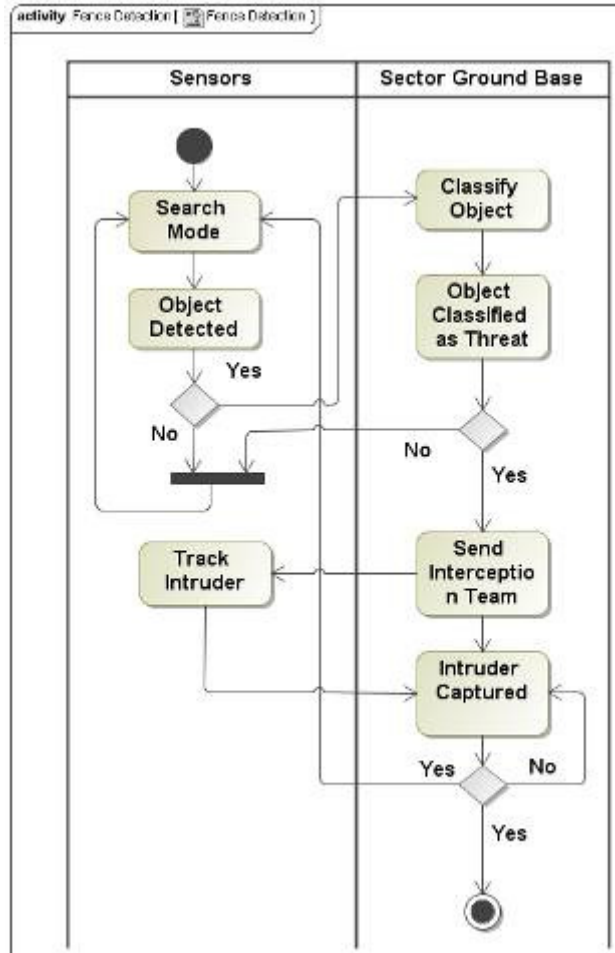 activity Fence Detection [ Fence Detection ]
Sensors
Sector Ground Base
Search
Mode
Classify
Object
Object
Detected
Object
Classified
as Threat
Yes
No
No
Yes
Track
Intruder
Send
Interceptio
n Team
Intruder
Captured
Yes
No
Yes